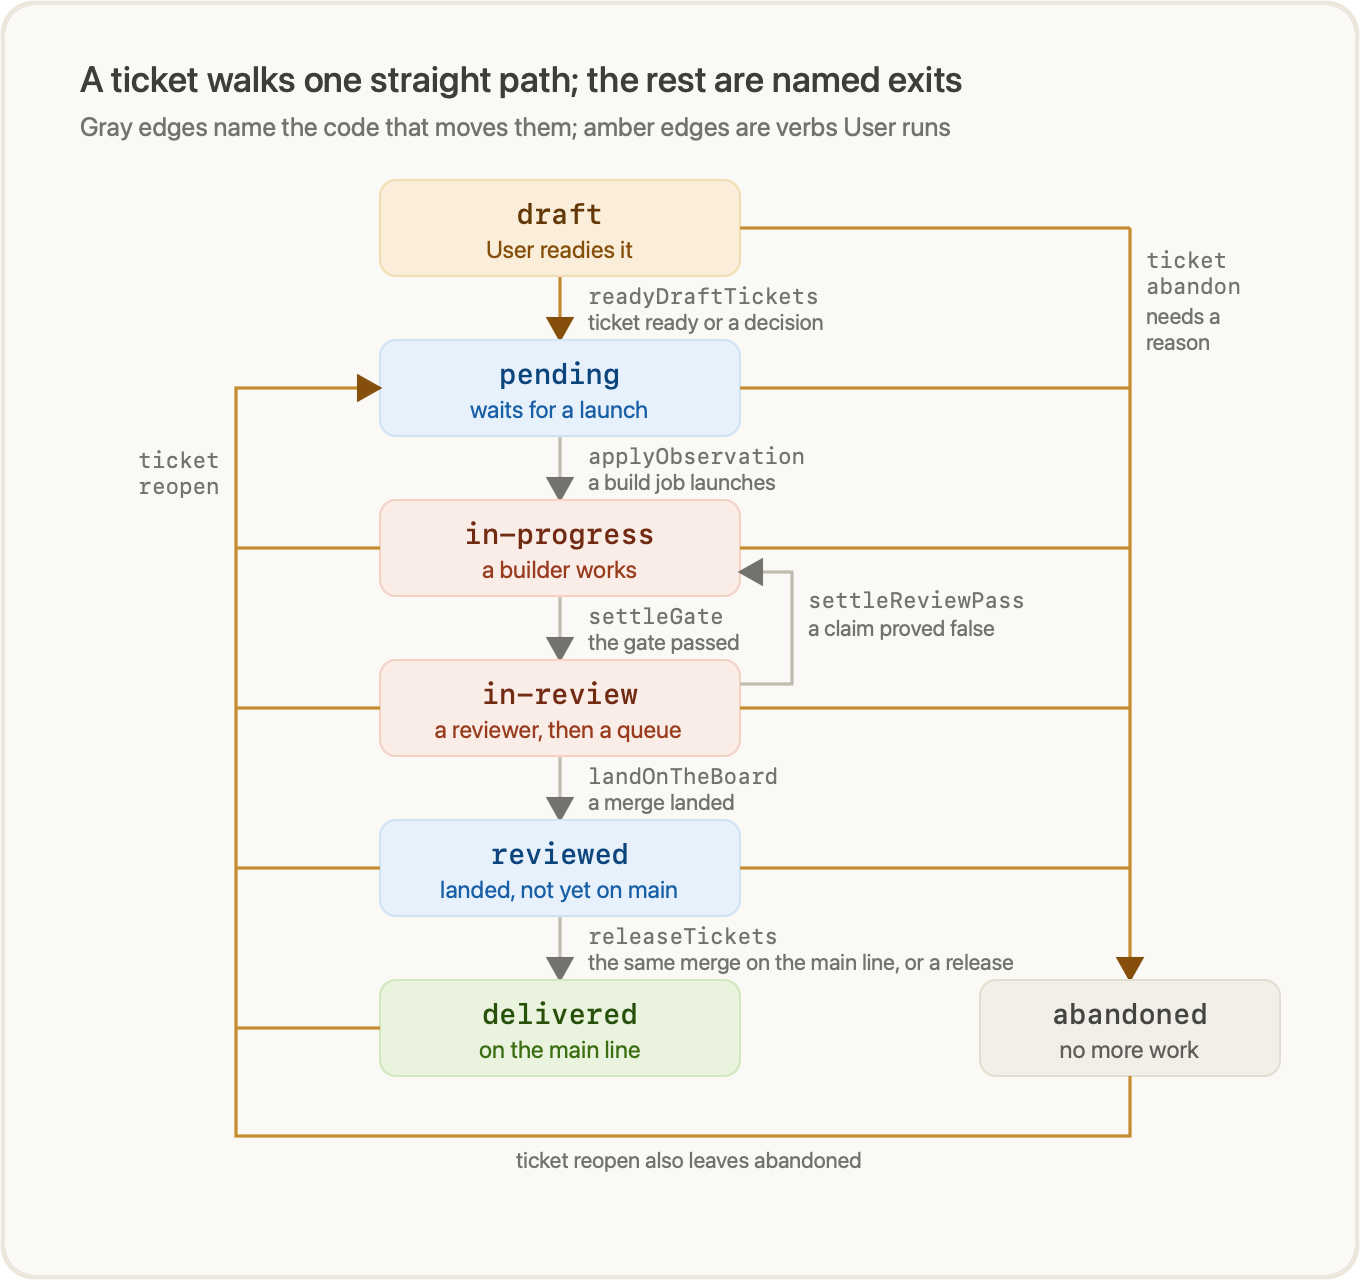 A ticket walks one straight path; the rest are named exits
Gray edges name the code that moves them; amber edges are verbs User runs
draft
User readies it
ticket
abandon
needs a
reason
readyDraftTickets
ticket ready or a decision
pending
waits for a launch
ticket
reopen
applyObservation
a build job launches
in-progress
a builder works
settleReviewPass
a claim proved false
settleGate
the gate passed
in-review
a reviewer, then a queue
landOnTheBoard
a merge landed
reviewed
landed, not yet on main
releaseTickets
the same merge on the main line, or a release
delivered
on the main line
abandoned
no more work
ticket reopen also leaves abandoned